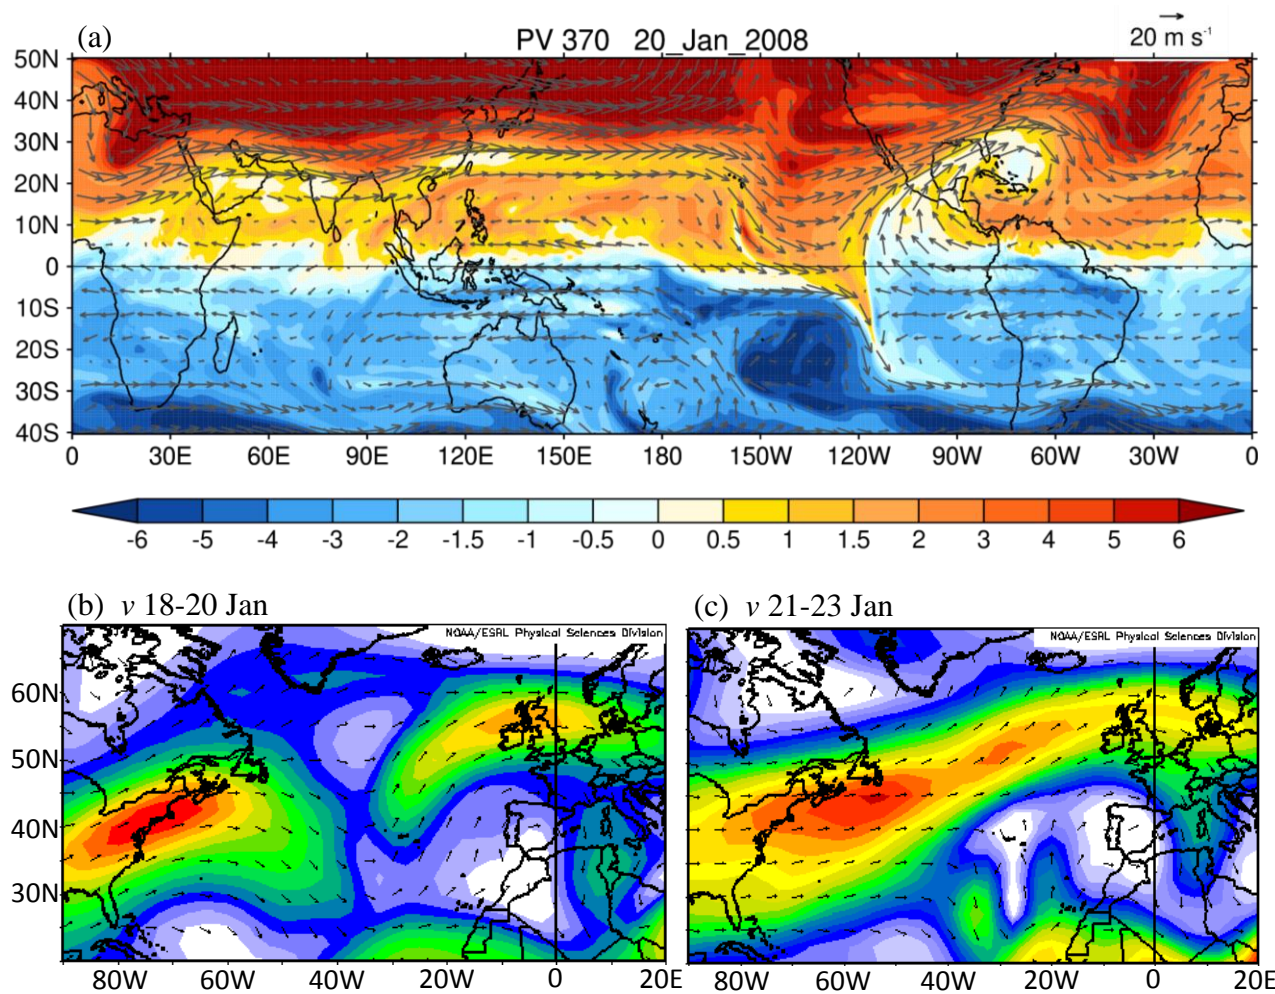 (a)
PV 370 20_Jan_2008
20 m s⁻¹
50N
40N
30N
20N
10N
0
10S
20S
30S
40S
0 30E 60E 90E 120E 150E 180 150W 120W 90W 60W 30W 0
-6 -5 -4 -3 -2 -1.5 -1 -0.5 0 0.5 1 1.5 2 3 4 5 6
(b) v 18-20 Jan
NOAA/ESRL Physical Sciences Division
60N
50N
40N
30N
80W 60W 40W 20W 0 20E
(c) v 21-23 Jan
NOAA/ESRL Physical Sciences Division
80W 60W 40W 20W 0 20E